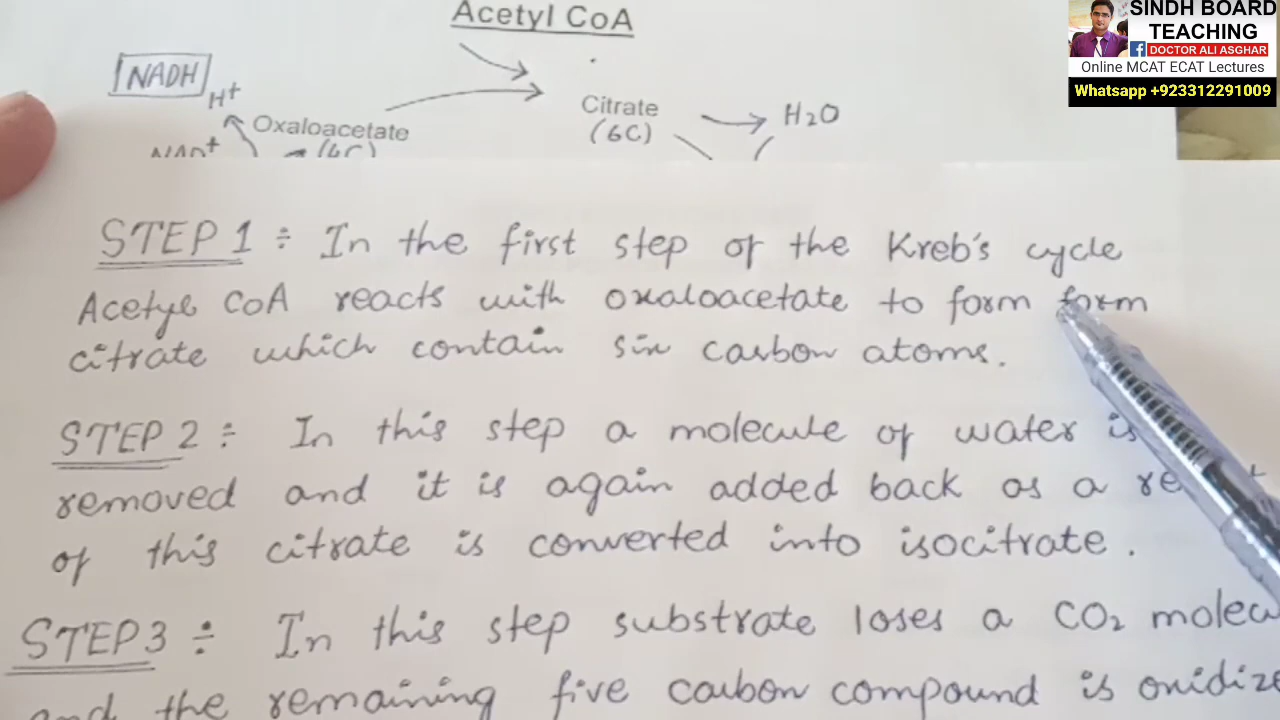 Acetyl CoA
NADH
H+
Oxaloacetate
Citrate
(6C)
H2O
NAD+
STEP 1 ÷ In the first step of the Kreb's cycle
Acetyl CoA reacts with oxaloacetate to form form
citrate which contain six carbon atoms.
STEP 2 ÷ In this step a molecule of water is
removed and it is again added back as a
of this citrate is converted into isocitrate.
STEP 3 ÷ In this step substrate loses a CO2
and the remaining five carbon compound is
SINDH BOARD
TEACHING
DOCTOR ALI ASGHAR
Online MCAT ECAT Lectures
Whatsapp +923312291009